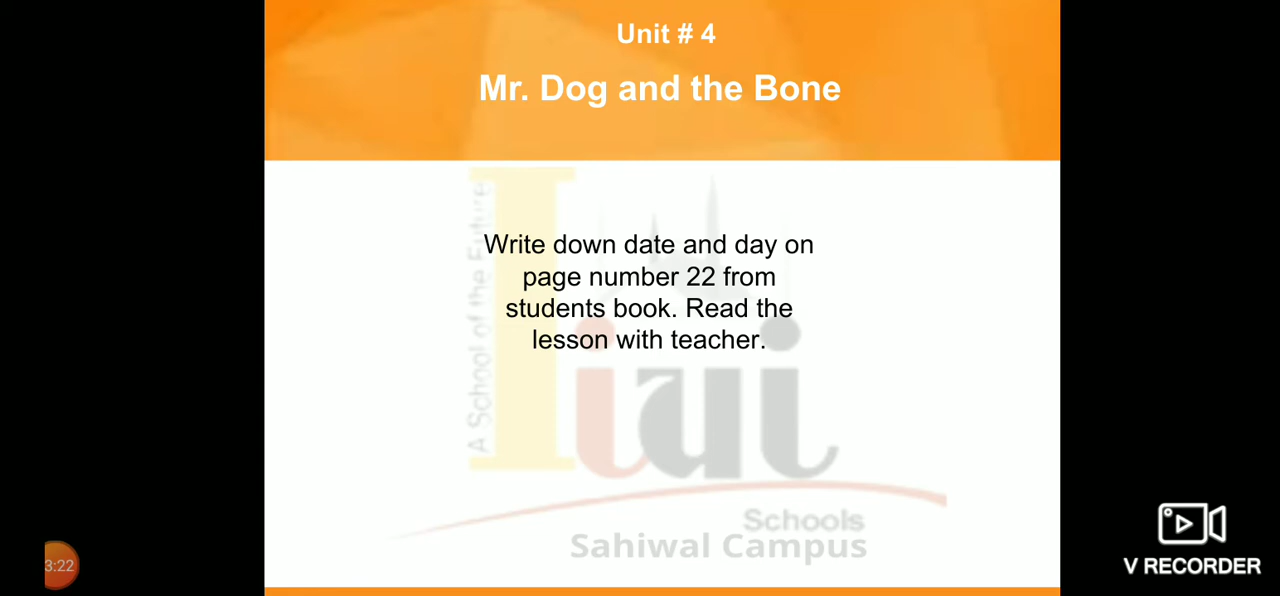 Unit # 4
Mr. Dog and the Bone
A School of the Future
Write down date and day on
page number 22 from
students book. Read the
lesson with teacher.
Iiui
Schools
Sahiwal Campus
3:22
V RECORDER